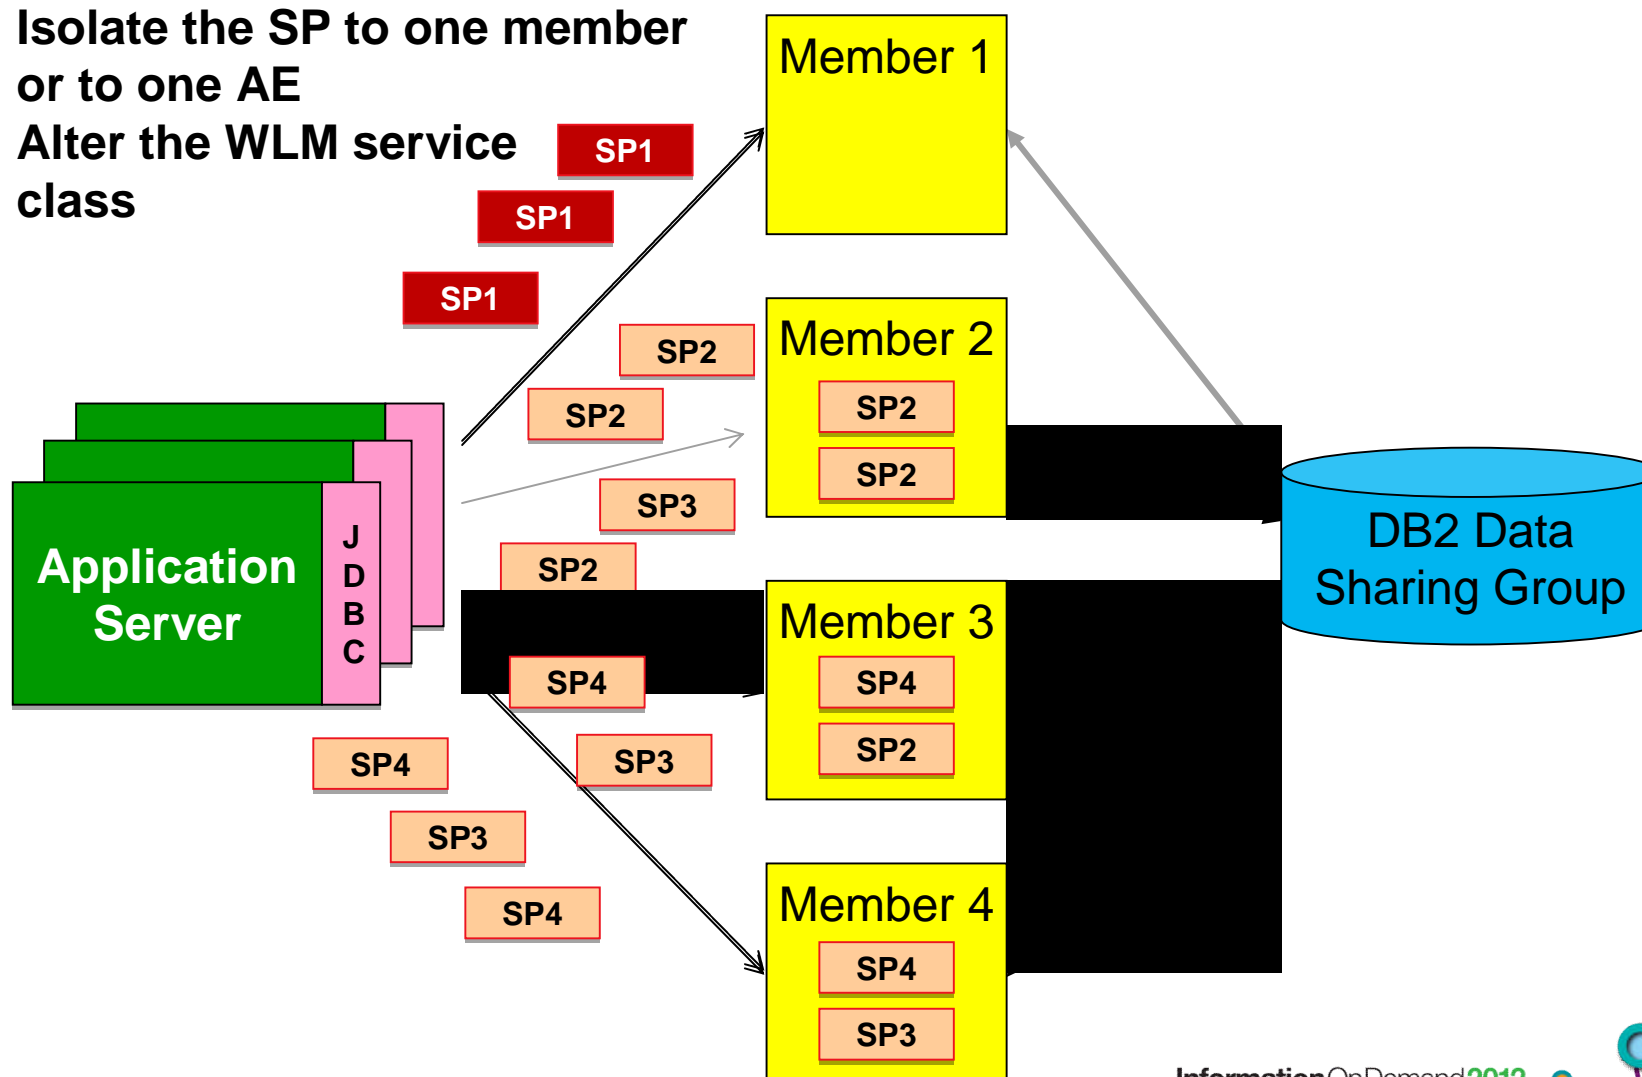 Isolate the SP to one member
or to one AE
Alter the WLM service
class
SP1
SP1
SP1
Member 1
SP2
SP2
SP3
SP2
Member 2
SP2
SP2
Application
Server
J
D
B
C
SP4
SP3
SP4
SP3
SP4
Member 3
SP4
SP2
Member 4
SP4
SP3
DB2 Data
Sharing Group
InformationOnDemand2012